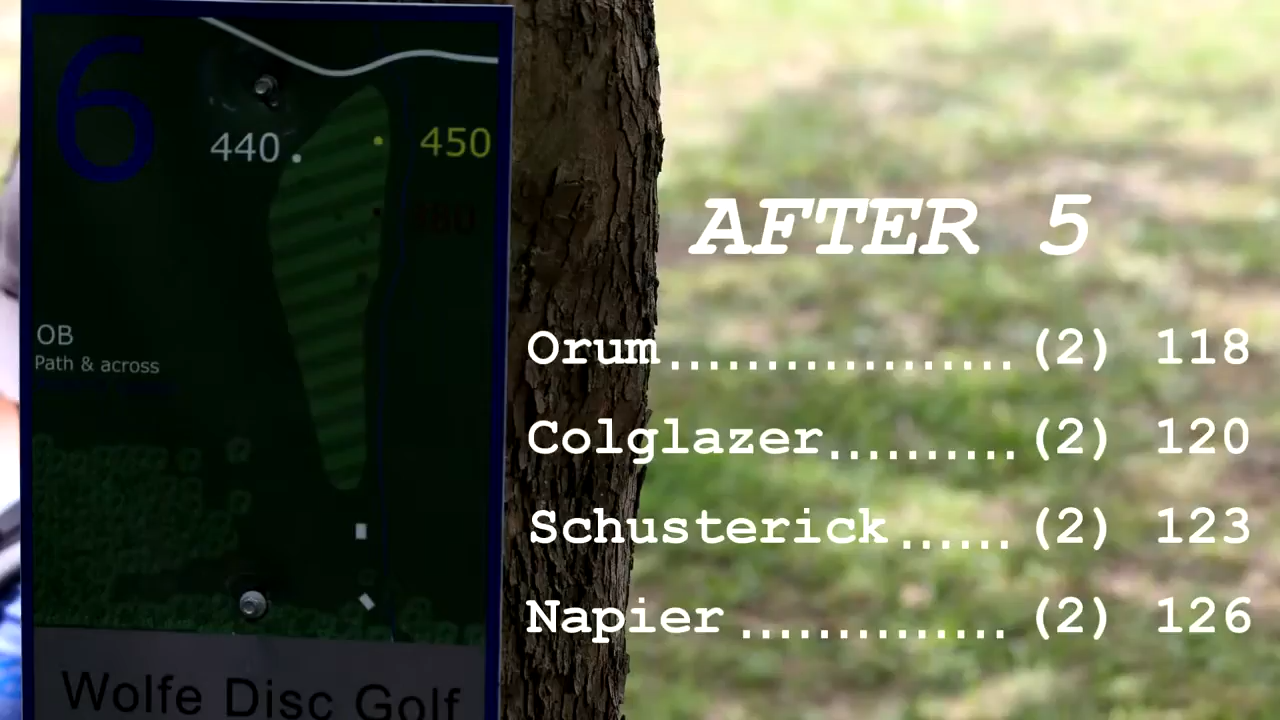 6
440
450
OB
Path & across
Wolfe Disc Golf
AFTER 5
Orum.................(2) 118
Colglazer..........(2) 120
Schusterick......(2) 123
Napier..............(2) 126